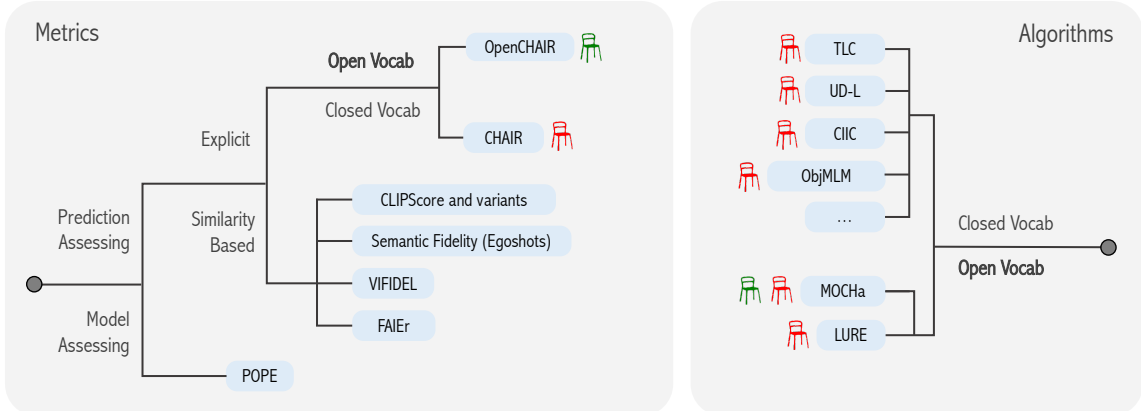 Metrics
OpenCHAIR
Open Vocab
Closed Vocab
CHAIR
Explicit
Similarity
Based
CLIPScore and variants
Semantic Fidelity (Egoshots)
VIFIDEL
FAIEr
Prediction
Assessing
Model
Assessing
POPE
Algorithms
TLC
UD-L
CIIC
ObjMLM
...
Closed Vocab
Open Vocab
MOCHa
LURE